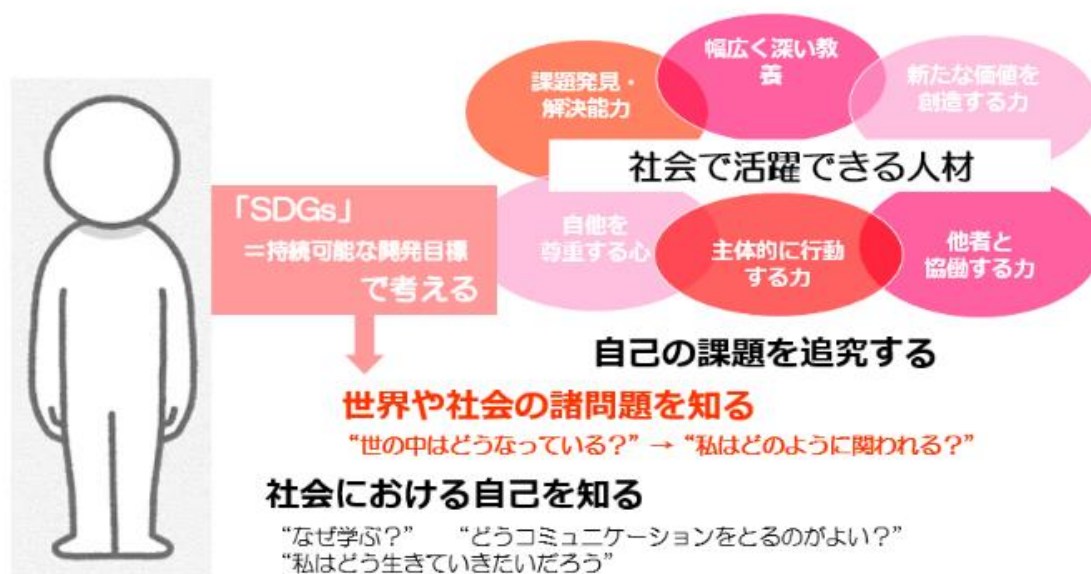 課題発見・
解決能力
幅広く深い教
養
新たな価値を
創造する力
社会で活躍できる人材
「SDGs」
＝持続可能な開発目標
で考える
自他を
尊重する心
主体的に行動
する力
他者と
協働する力
自己の課題を追究する
世界や社会の諸問題を知る
“世の中はどうなっている？” → “私はどのように関われる？”
社会における自己を知る
“なぜ学ぶ？” “どうコミュニケーションをとるのがよい？”
“私はどう生きていきたいだろう”